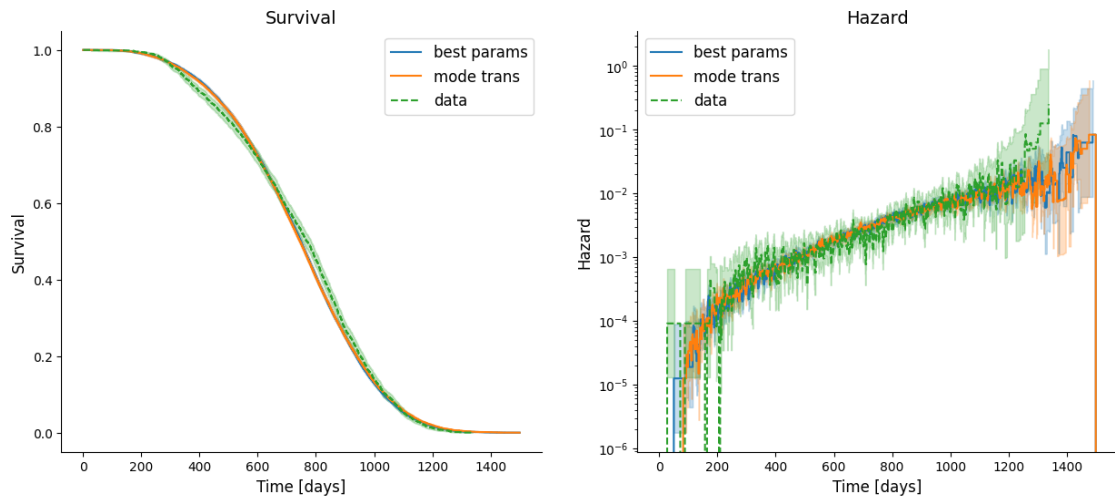 Survival
best params
mode trans
data
Survival
1.0
0.8
0.6
0.4
0.2
0.0
0 200 400 600 800 1000 1200 1400
Time [days]
Hazard
best params
mode trans
data
Hazard
10⁰
10⁻¹
10⁻²
10⁻³
10⁻⁴
10⁻⁵
10⁻⁶
0 200 400 600 800 1000 1200 1400
Time [days]